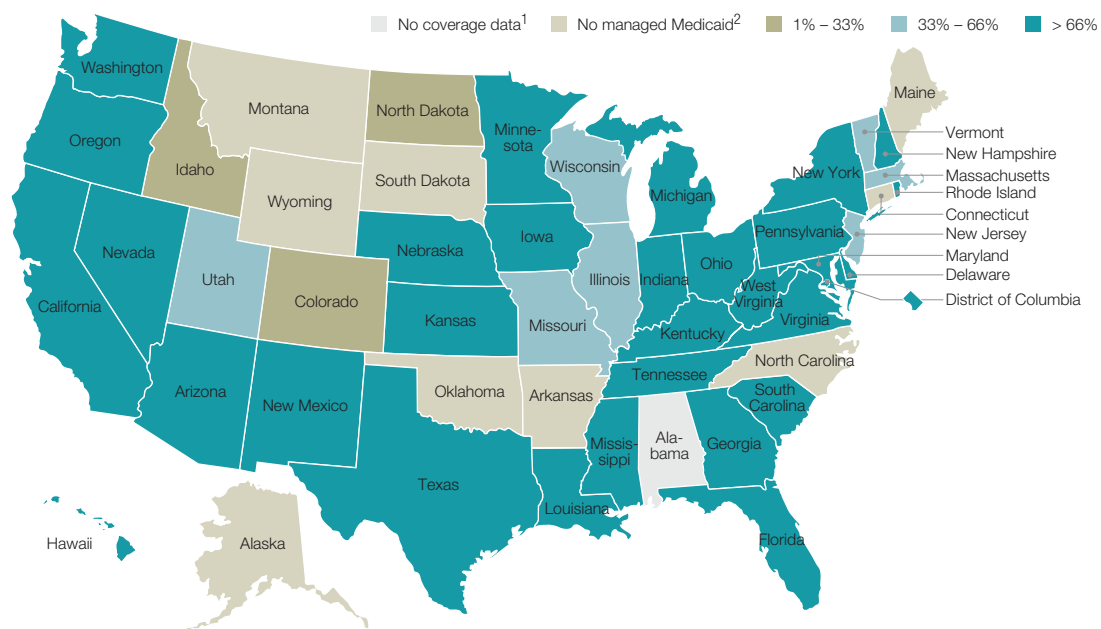 No coverage data1
No managed Medicaid2
1% – 33%
33% – 66%
> 66%
Washington
Maine
Montana
North Dakota
Minne-
sota
Vermont
Oregon
New Hampshire
Idaho
Wisconsin
New York
Massachusetts
South Dakota
Michigan
Rhode Island
Wyoming
Connecticut
Pennsylvania
New Jersey
Iowa
Nevada
Nebraska
Maryland
Ohio
Utah
Illinois
Indiana
Delaware
West
Virginia
District of Columbia
Colorado
California
Kansas
Missouri
Virginia
Kentucky
North Carolina
Tennessee
Arizona
Oklahoma
Arkansas
South
Carolina
New Mexico
Missis-
sippi
Ala-
bama
Georgia
Texas
Louisiana
Hawaii
Alaska
Florida